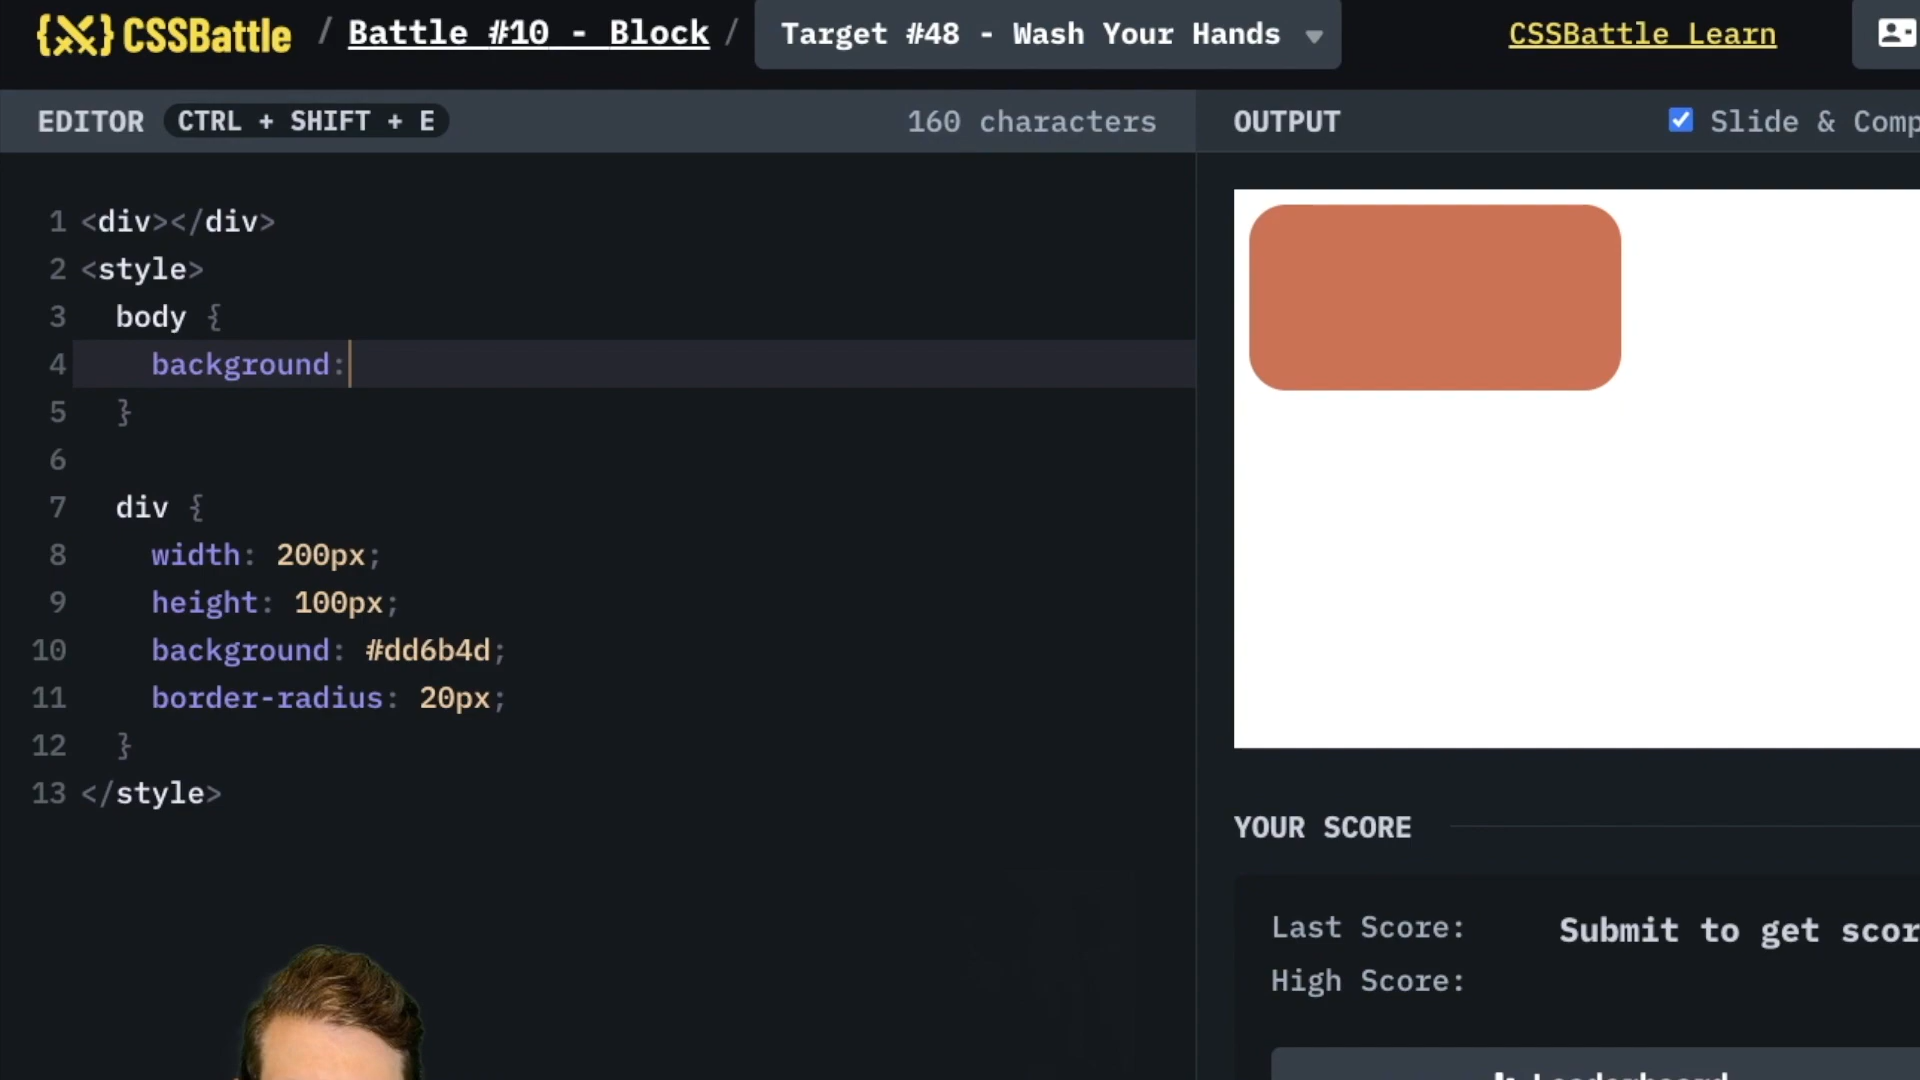 {✕} CSSBattle / Battle #10 - Block / Target #48 - Wash Your Hands
CSSBattle Learn
EDITOR CTRL + SHIFT + E 160 characters
OUTPUT Slide & Comp
1 <div></div>
2 <style>
3 body {
4 background:
5 }
6
7 div {
8 width: 200px;
9 height: 100px;
10 background: #dd6b4d;
11 border-radius: 20px;
12 }
13 </style>
YOUR SCORE
Last Score: Submit to get scor
High Score:
Leaderboard